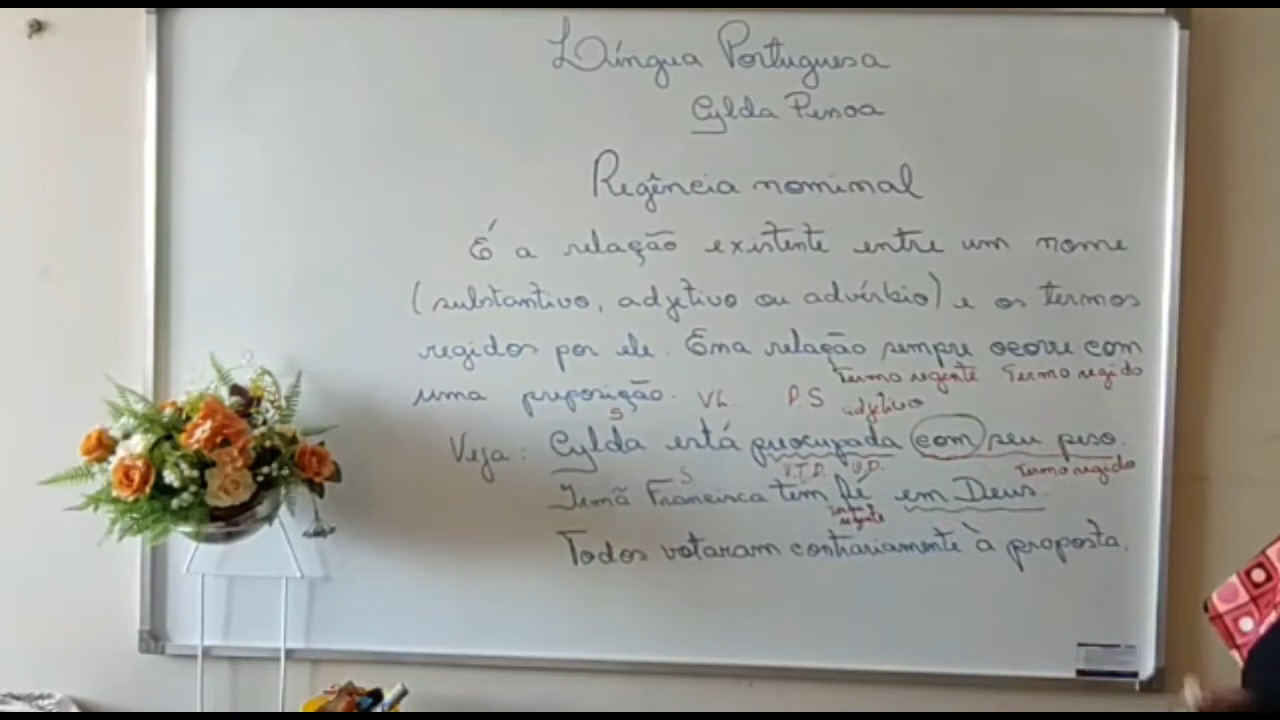 Língua Portuguesa
Cylda Pessoa
Regência nominal
É a relação existente entre um nome
(substantivo, adjetivo ou advérbio) e os termos
regidos por ele. Essa relação sempre ocorre com
Termo regente Termo regido
uma preposição.
S V.L. P.S adjetivo
Veja: Cylda está preocupada com seu peso.
S V.T.D. O.D. Termo regido
Irmã Francisca tem fé em Deus.
termo regente
Todos votaram contrariamente à proposta.